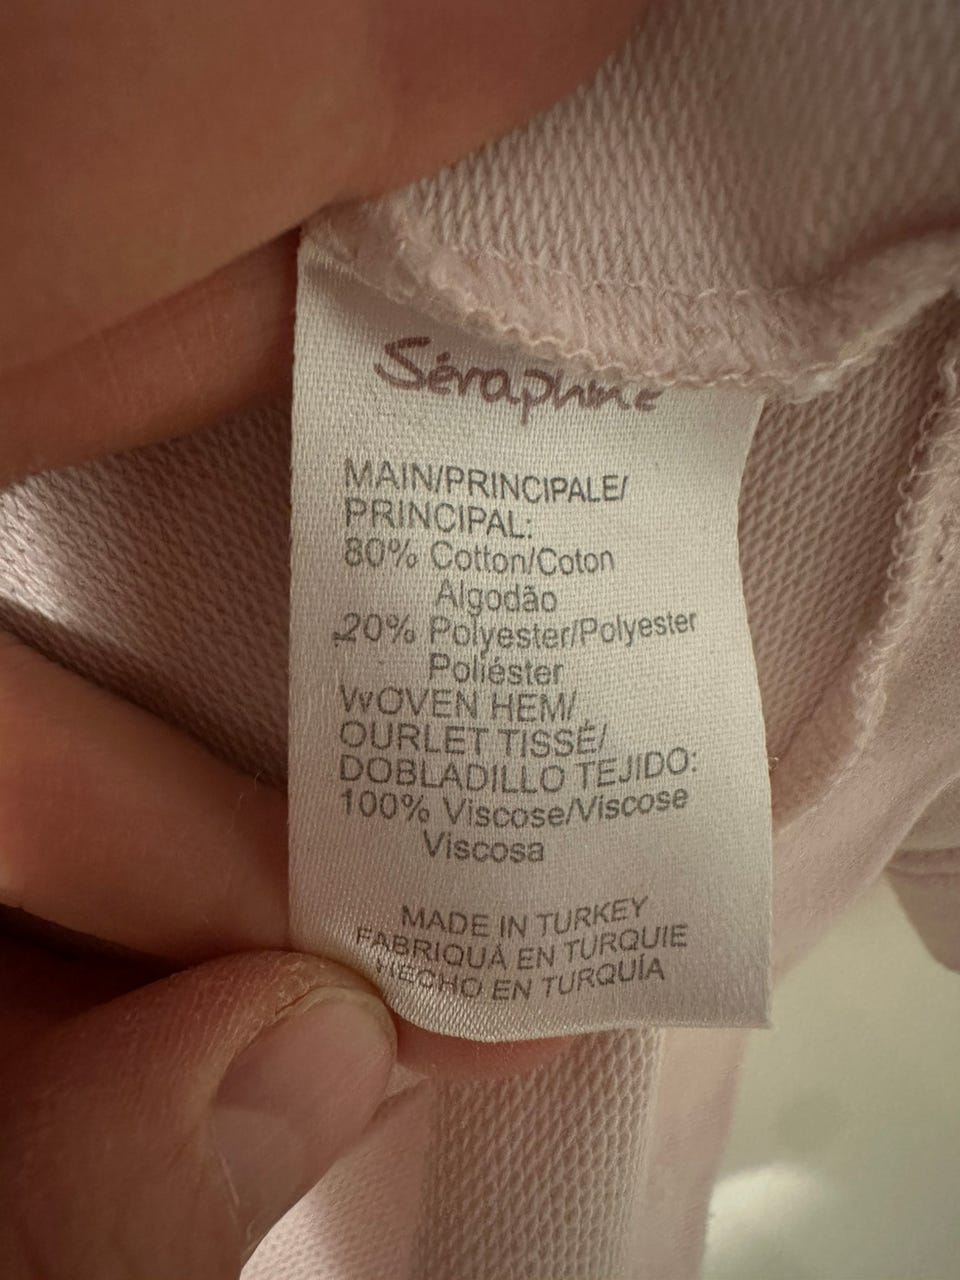 Séraphine
MAIN/PRINCIPALE/
PRINCIPAL:
80% Cotton/Coton
Algodão
20% Polyester/Polyester
Poliéster
WOVEN HEM/
OURLET TISSÉ/
DOBLADILLO TEJIDO:
100% Viscose/Viscose
Viscosa
MADE IN TURKEY
FABRIQUÀ EN TURQUIE
HECHO EN TURQUÍA